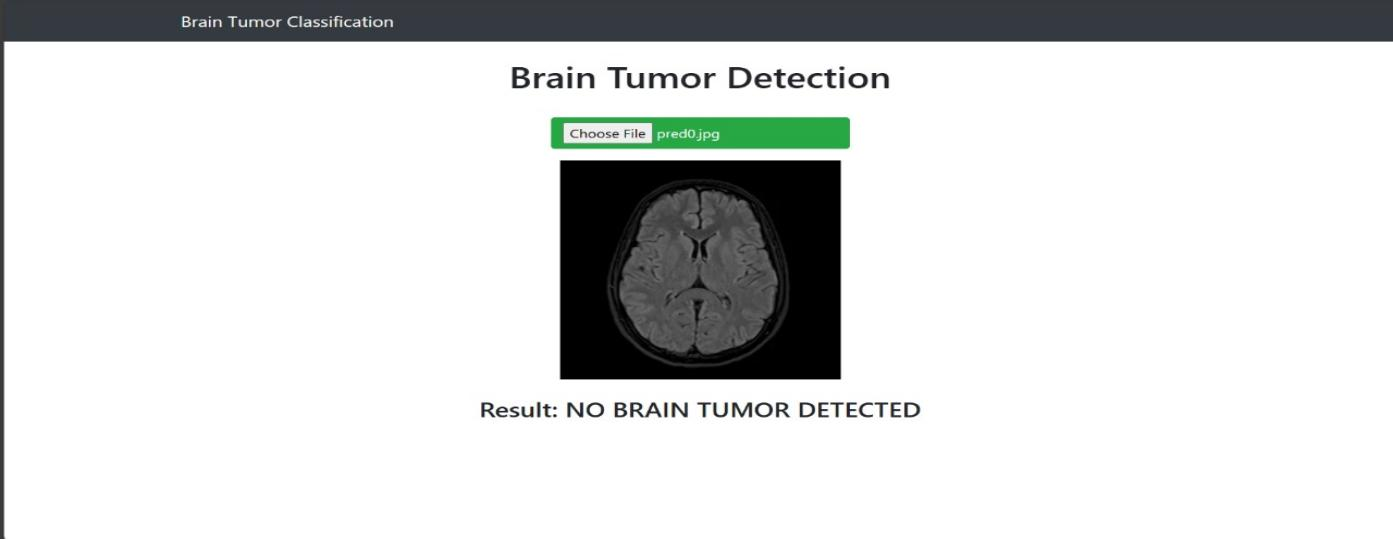 Brain Tumor Classification
Brain Tumor Detection
Choose File pred0.jpg
Result: NO BRAIN TUMOR DETECTED